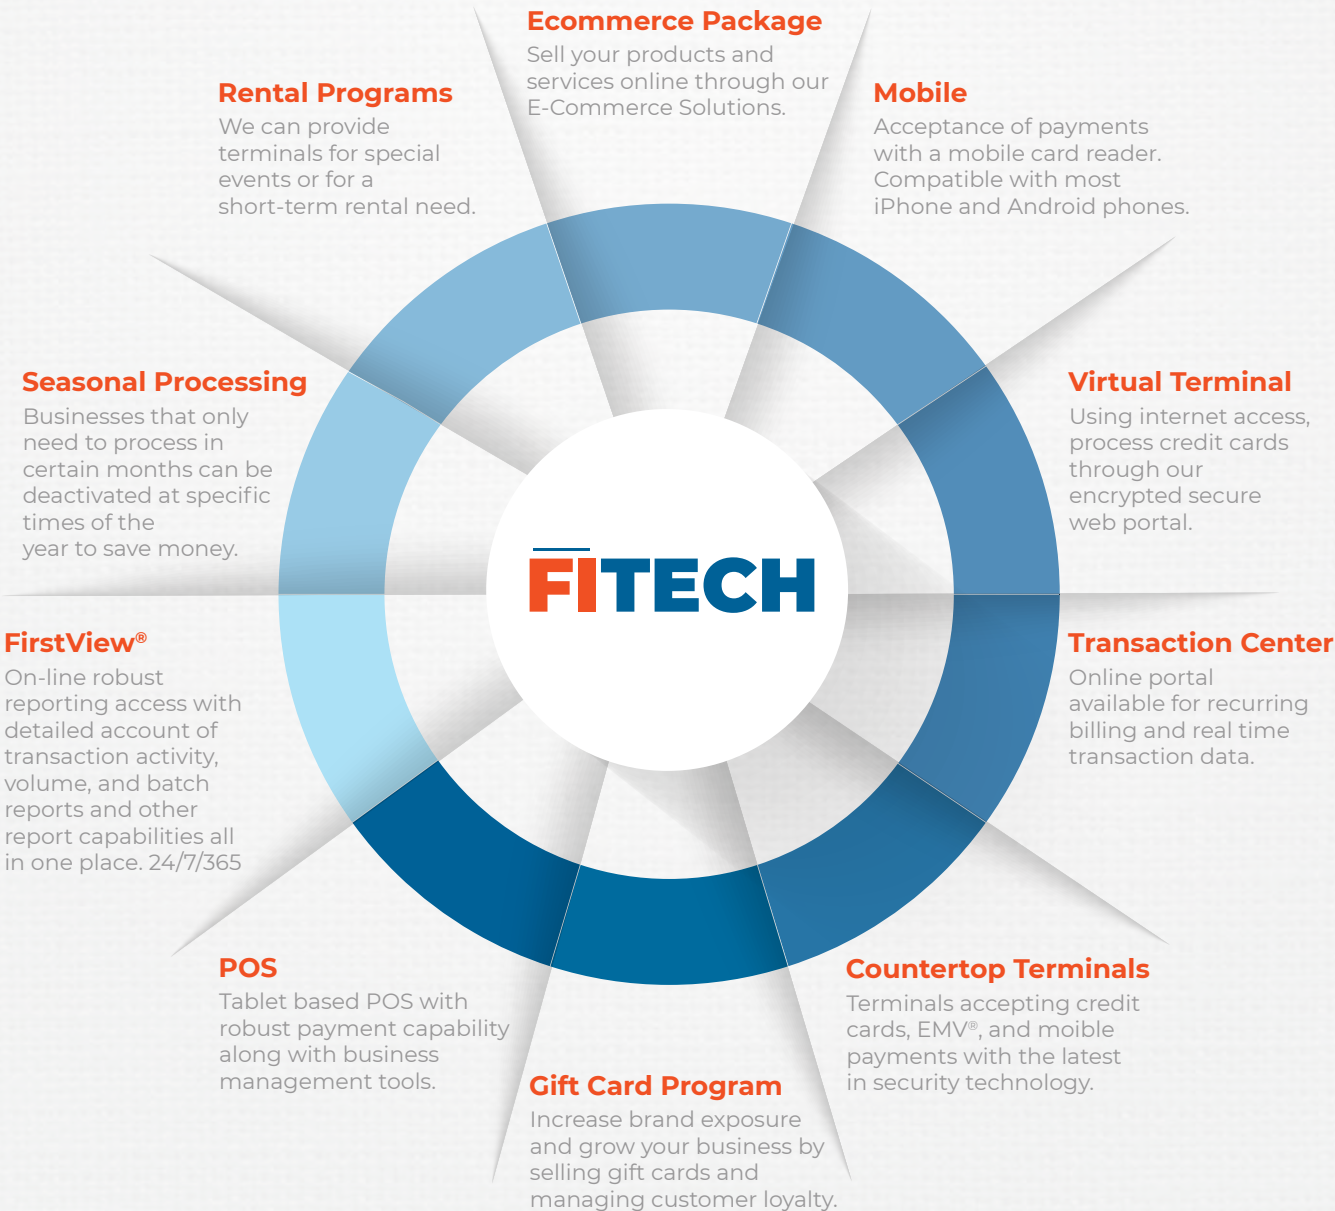 Ecommerce Package
Sell your products and
services online through our
E-Commerce Solutions.
Mobile
Acceptance of payments
with a mobile card reader.
Compatible with most
iPhone and Android phones.
Virtual Terminal
Using internet access,
process credit cards
through our
encrypted secure
web portal.
Transaction Center
Online portal
available for recurring
billing and real time
transaction data.
Countertop Terminals
Terminals accepting credit
cards, EMV®, and moible
payments with the latest
in security technology.
Gift Card Program
Increase brand exposure
and grow your business by
selling gift cards and
managing customer loyalty.
POS
Tablet based POS with
robust payment capability
along with business
management tools.
FirstView®
On-line robust
reporting access with
detailed account of
transaction activity,
volume, and batch
reports and other
report capabilities all
in one place. 24/7/365
Seasonal Processing
Businesses that only
need to process in
certain months can be
deactivated at specific
times of the
year to save money.
Rental Programs
We can provide
terminals for special
events or for a
short-term rental need.
FITECH